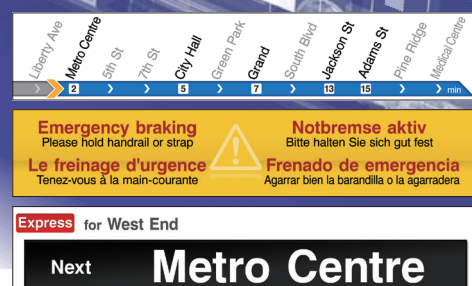 Liberty Ave
Metro Centre
5th St
7th St
City Hall
Green Park
Grand
South Blvd
Jackson St
Adams St
Pine Ridge
Medical Centre
2 5 7 13 15 min
Emergency braking
Please hold handrail or strap
Notbremse aktiv
Bitte halten Sie sich gut fest
Le freinage d'urgence
Tenez-vous à la main-courante
Frenado de emergencia
Agarrar bien la barandilla o la agarradera
Express for West End
Next Metro Centre